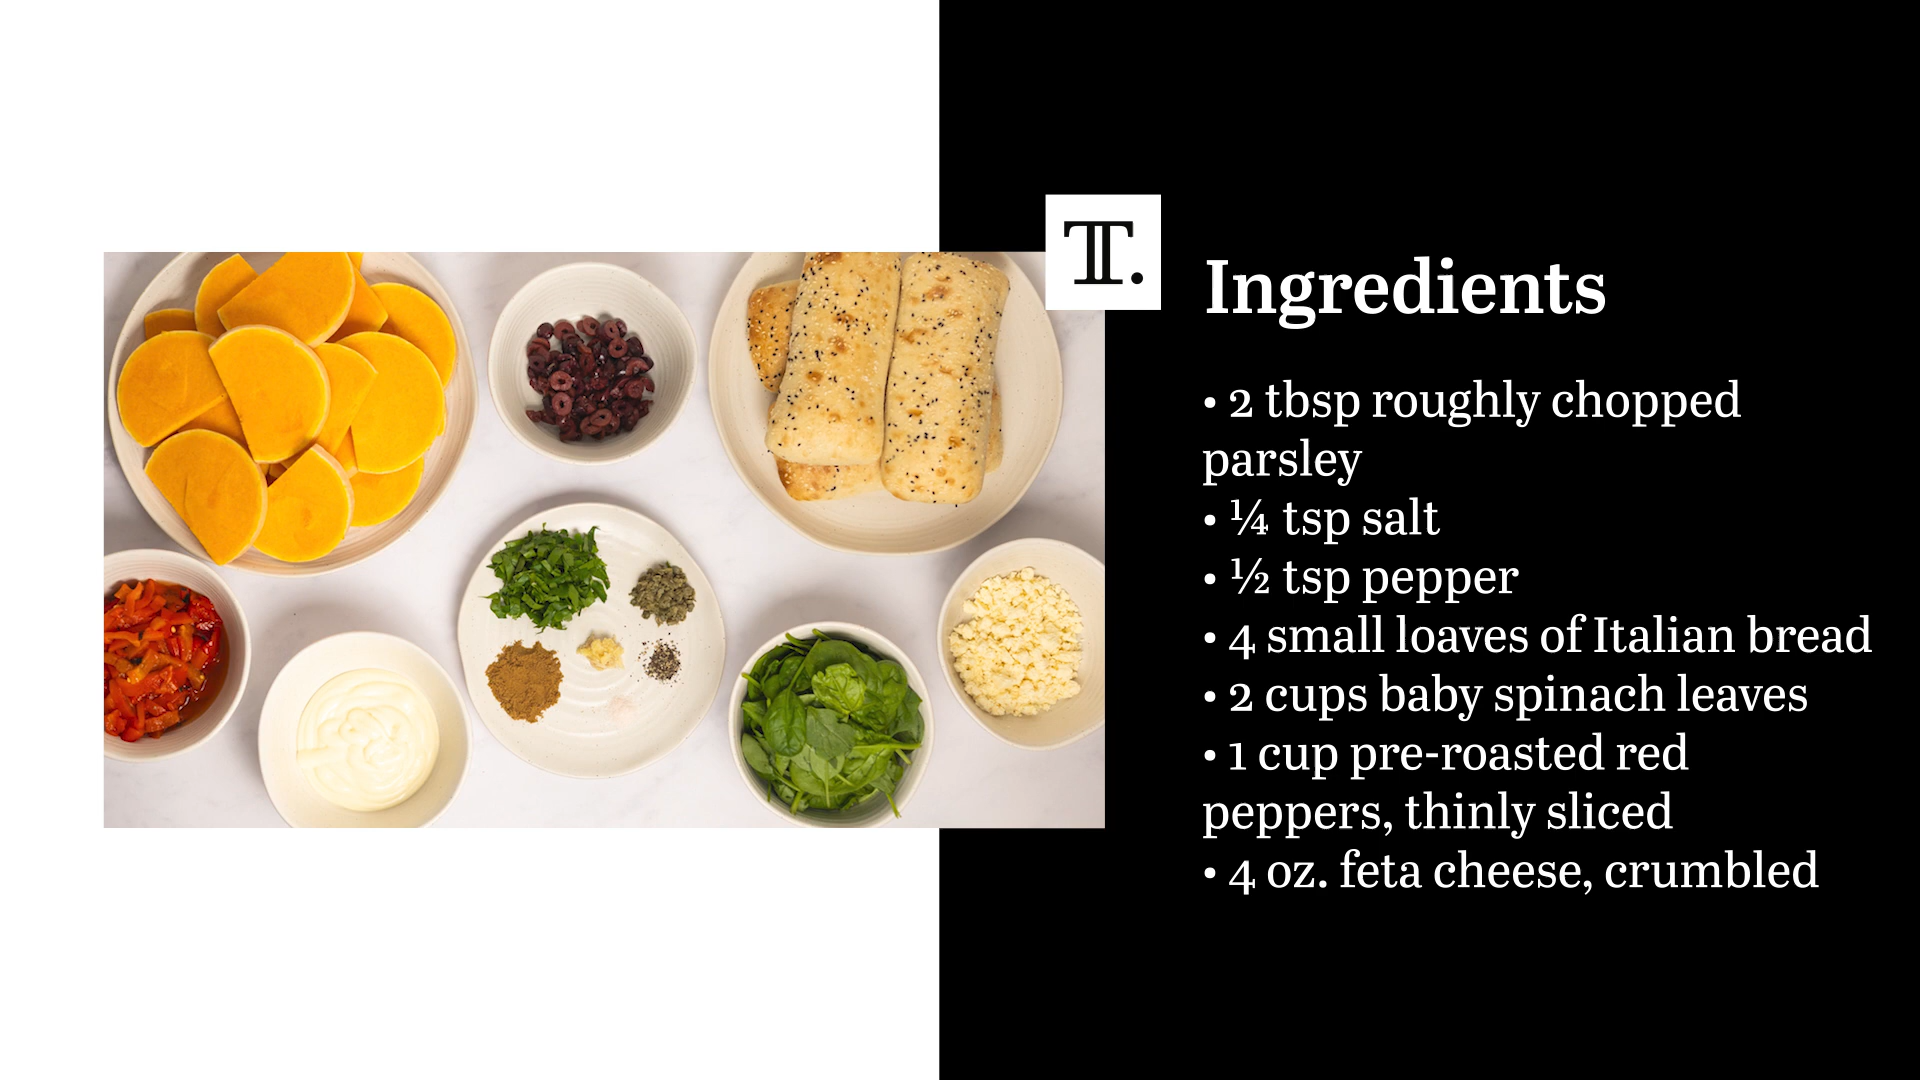 T.
Ingredients
• 2 tbsp roughly chopped
parsley
• ¼ tsp salt
• ½ tsp pepper
• 4 small loaves of Italian bread
• 2 cups baby spinach leaves
• 1 cup pre-roasted red
peppers, thinly sliced
• 4 oz. feta cheese, crumbled